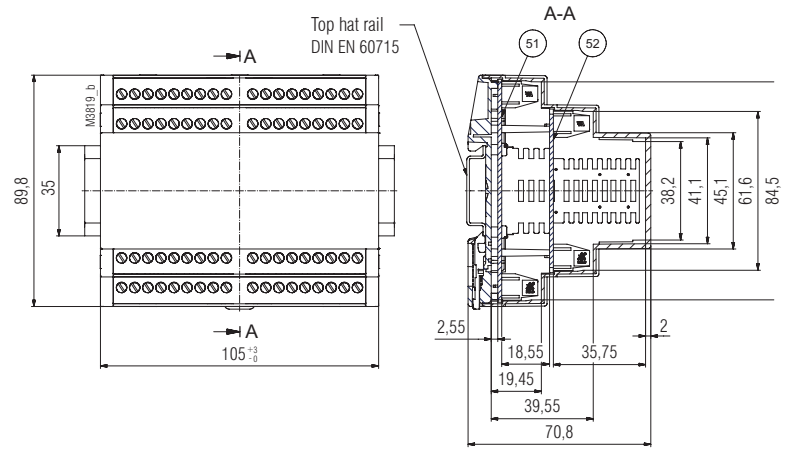 Top hat rail
DIN EN 60715
A-A
51
52
A
M3819_b
89,8
35
A
105 +3 -0
38,2
41,1
45,1
61,6
84,5
2,55
18,55
35,75
2
19,45
39,55
70,8